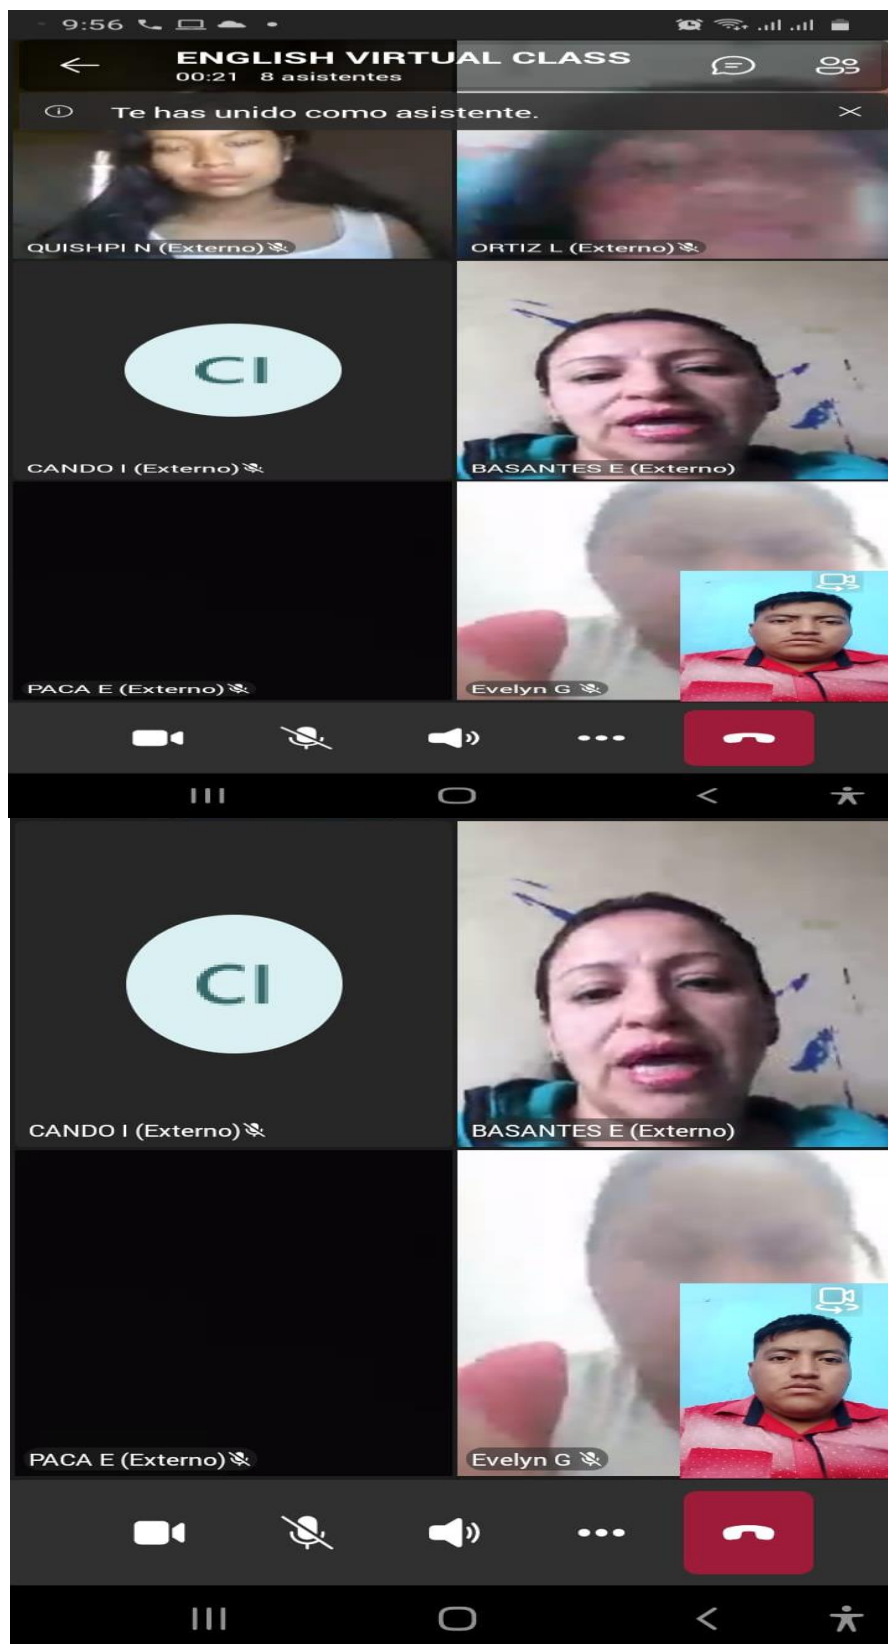 9:56
ENGLISH VIRTUAL CLASS
00:21 8 asistentes
Te has unido como asistente.
QUISHPI N (Externo)
ORTIZ L (Externo)
CI
CANDO I (Externo)
BASANTES E (Externo)
PACA E (Externo)
Evelyn G
CI
CANDO I (Externo)
BASANTES E (Externo)
PACA E (Externo)
Evelyn G